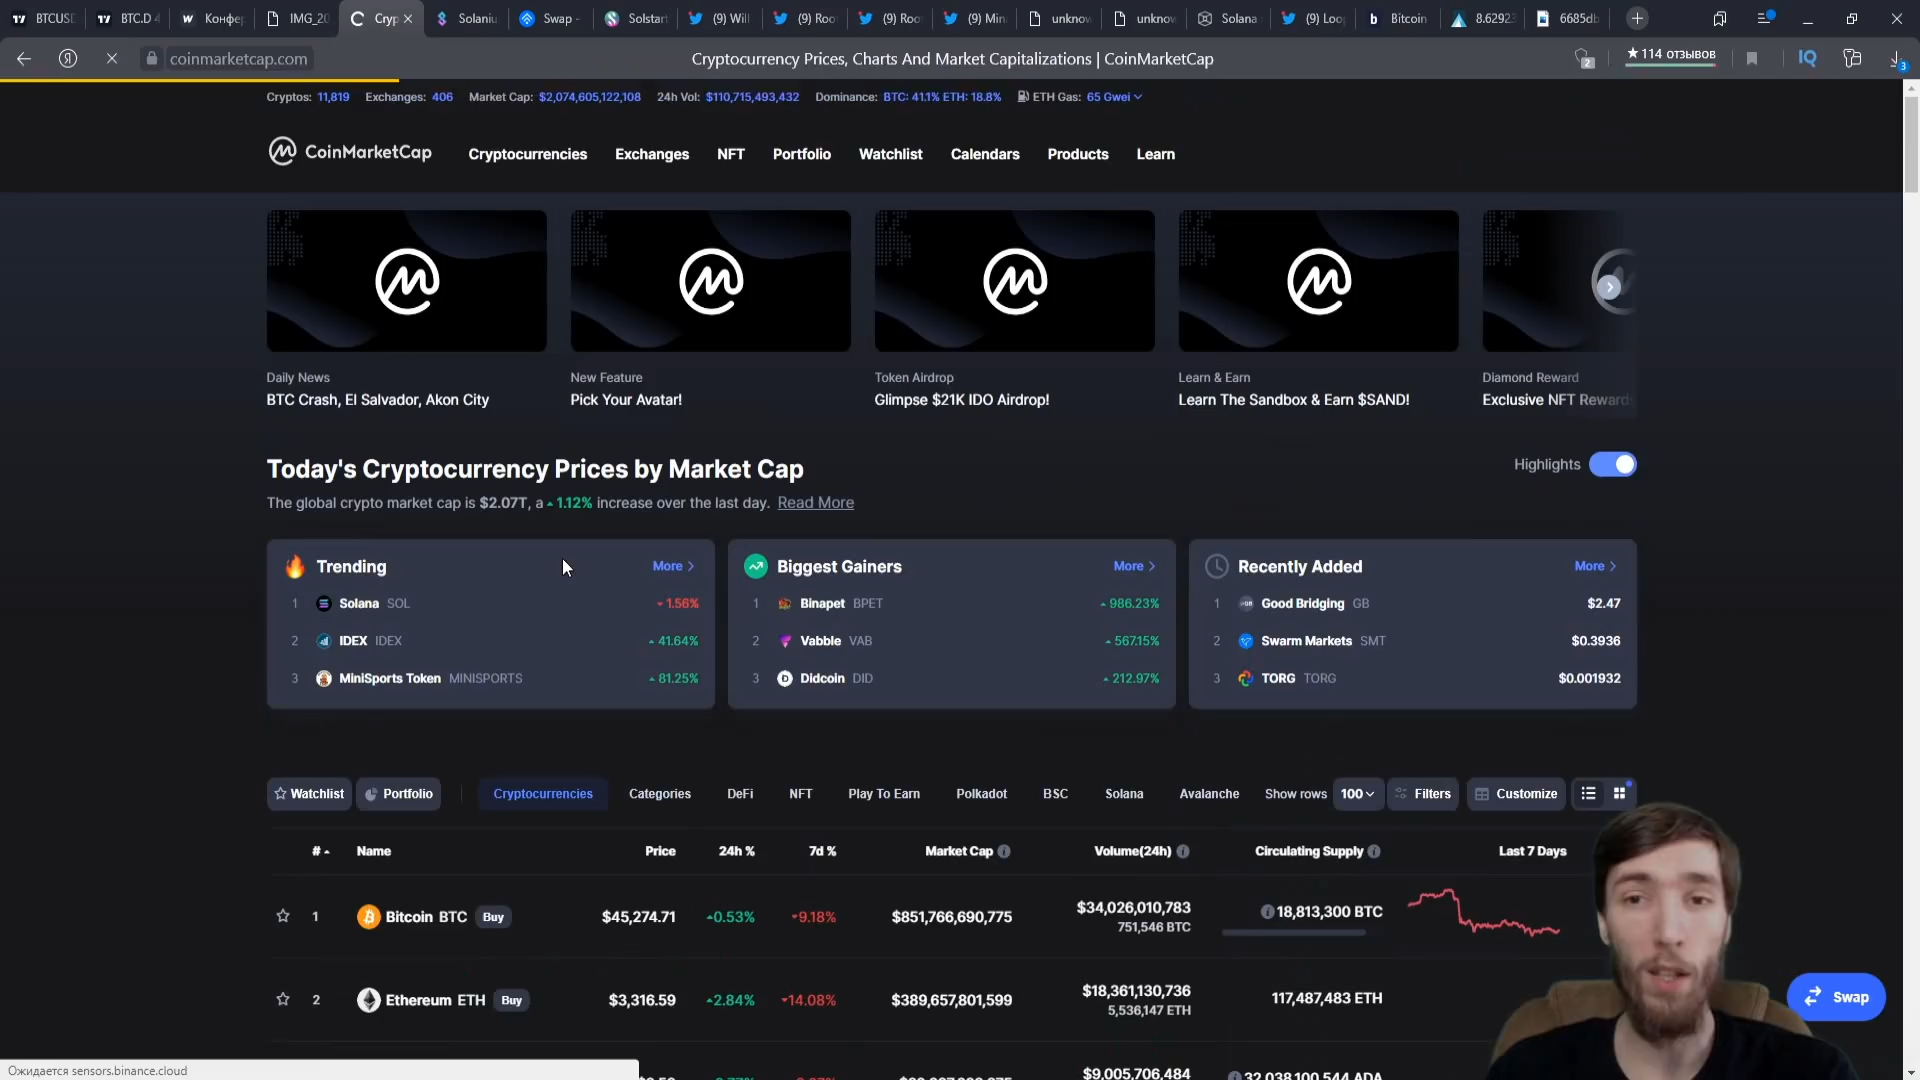 BTCUS
BTC.D 4
Конфер
IMG_20
Cryp
Solaniu
Swap -
Solstar
(9) Will
(9) Roo
(9) Roo
(9) Min
unknow
unknow
Solana
(9) Loo
Bitcoin
8.6292
6685db
coinmarketcap.com
Cryptocurrency Prices, Charts And Market Capitalizations | CoinMarketCap
2
★ 114 отзывов
IQ
3
Cryptos: 11,819 Exchanges: 406 Market Cap: $2,074,605,122,108 24h Vol: $110,715,493,432 Dominance: BTC: 41.1% ETH: 18.8% ETH Gas: 65 Gwei
CoinMarketCap
Cryptocurrencies Exchanges NFT Portfolio Watchlist Calendars Products Learn
Daily News
BTC Crash, El Salvador, Akon City
New Feature
Pick Your Avatar!
Token Airdrop
Glimpse $21K IDO Airdrop!
Learn & Earn
Learn The Sandbox & Earn $SAND!
Diamond Reward
Exclusive NFT Reward
Today's Cryptocurrency Prices by Market Cap
Highlights
The global crypto market cap is $2.07T, a 1.12% increase over the last day. Read More
Trending More
1 Solana SOL 1.56%
2 IDEX IDEX 41.64%
3 MiniSports Token MINISPORTS 81.25%
Biggest Gainers More
1 Binapet BPET 986.23%
2 Vabble VAB 567.15%
3 Didcoin DID 212.97%
Recently Added More
1 Good Bridging GB $2.47
2 Swarm Markets SMT $0.3936
3 TORG TORG $0.001932
Watchlist Portfolio Cryptocurrencies Categories DeFi NFT Play To Earn Polkadot BSC Solana Avalanche Show rows 100 Filters Customize
# Name Price 24h % 7d % Market Cap Volume(24h) Circulating Supply Last 7 Days
1 Bitcoin BTC Buy $45,274.71 0.53% 9.18% $851,766,690,775 $34,026,010,783 18,813,300 BTC
751,546 BTC
2 Ethereum ETH Buy $3,316.59 2.84% 14.08% $389,657,801,599 $18,361,130,736 117,487,483 ETH
5,536,147 ETH
Swap
$9,005,706,484 32,038,100,544 ADA
Ожидается sensors.binance.cloud